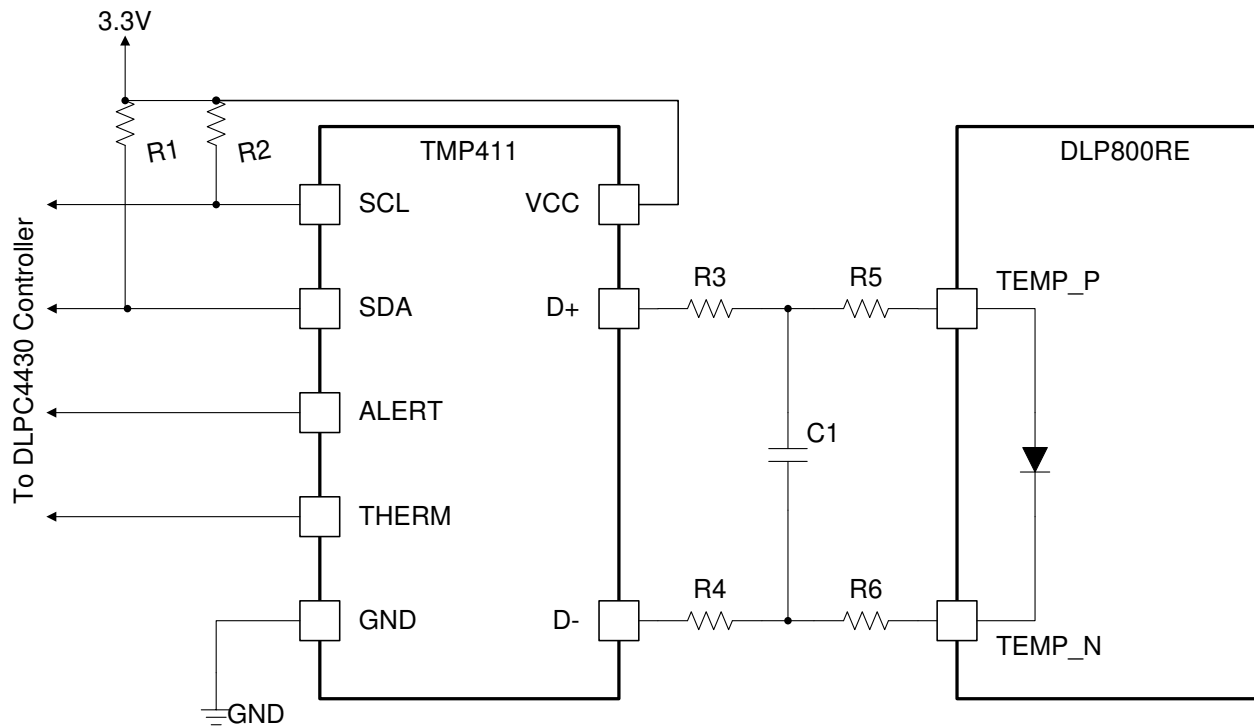 3.3V
R1
R2
TMP411
DLP800RE
SCL
VCC
SDA
D+
R3
R5
TEMP_P
ALERT
C1
THERM
GND
D-
R4
R6
TEMP_N
GND
To DLPC4430 Controller